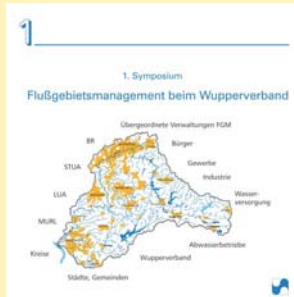 1
1. Symposium
Flußgebietsmanagement beim Wupperverband
Übergeordnete Verwaltungen FGM
BR
Bürger
STUA
Gewerbe
Industrie
LUA
Wasser-
versorgung
MURL
Abwasserbetriebe
Kreise
Wupperverband
Städte, Gemeinden